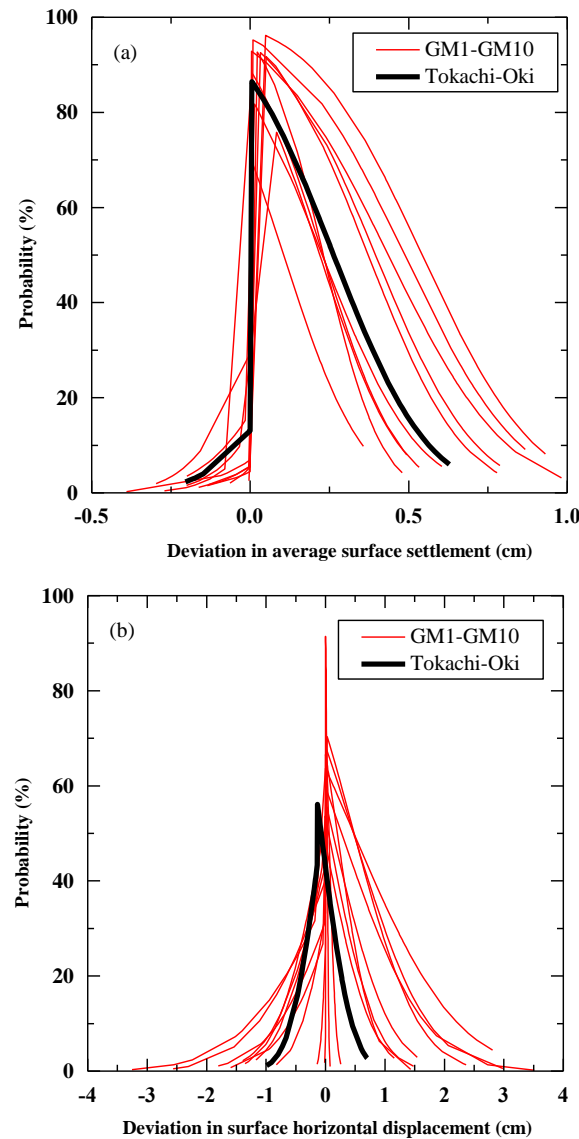 100
80
60
40
20
0
Probability (%)
(a)
GM1-GM10
Tokachi-Oki
-0.5 0.0 0.5 1.0
Deviation in average surface settlement (cm)
100
80
60
40
20
0
Probability (%)
(b)
GM1-GM10
Tokachi-Oki
-4 -3 -2 -1 0 1 2 3 4
Deviation in surface horizontal displacement (cm)